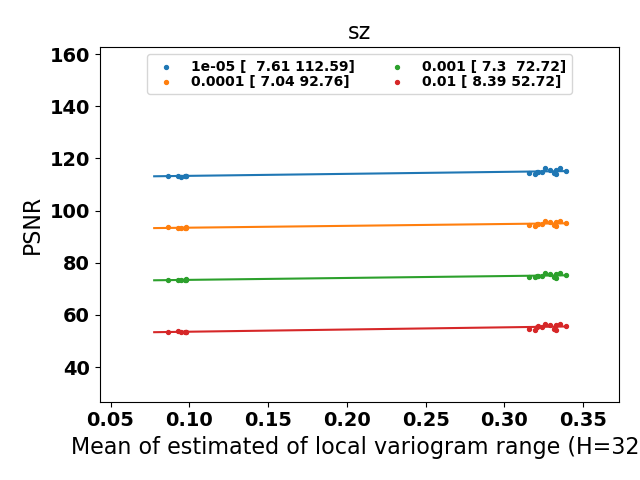 sz
160
140
120
100
80
60
40
PSNR
1e-05 [  7.61 112.59]
0.0001 [ 7.04 92.76]
0.001 [ 7.3  72.72]
0.01 [ 8.39 52.72]
0.05 0.10 0.15 0.20 0.25 0.30 0.35
Mean of estimated of local variogram range (H=32